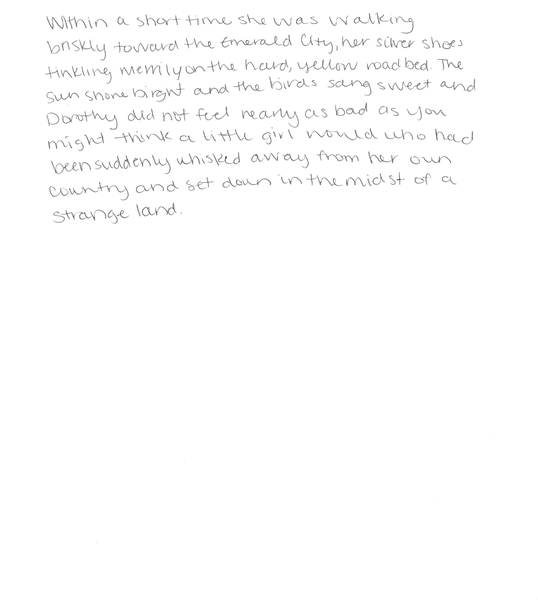 Within a short time she was walking
briskly toward the Emerald City, her silver shoes
tinkling merrily on the hard, yellow roadbed. The
sun shone bright and the birds sang sweet and
Dorothy did not feel nearly as bad as you
might think a little girl would who had
been suddenly whisked away from her own
country and set down in the midst of a
strange land.